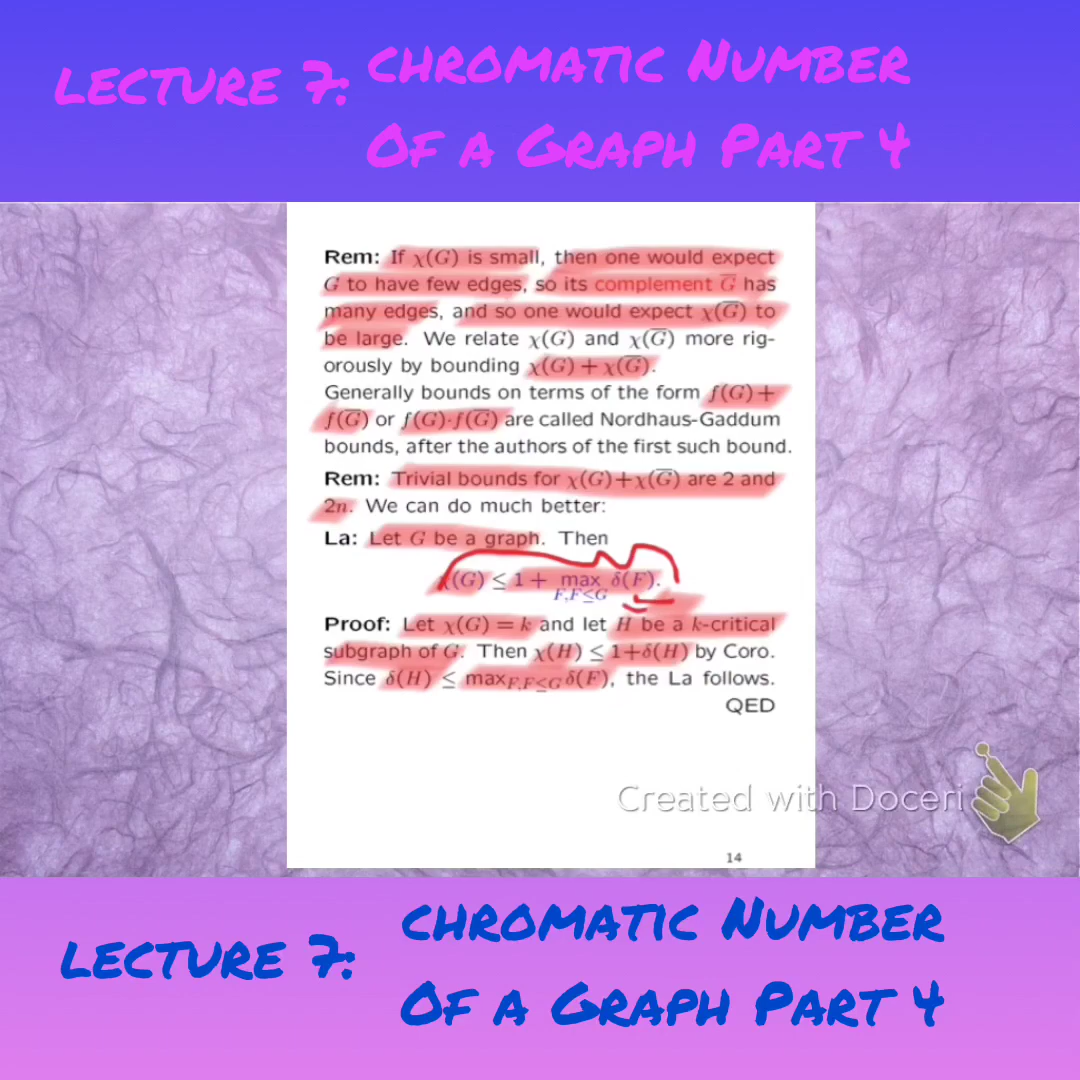 LECTURE 7: CHROMATIC NUMBER
OF A GRAPH PART 4
Rem: If χ(G) is small, then one would expect
G to have few edges, so its complement G̅ has
many edges, and so one would expect χ(G̅) to
be large. We relate χ(G) and χ(G̅) more rig-
orously by bounding χ(G) + χ(G̅).
Generally bounds on terms of the form f(G)+
f(G̅) or f(G)·f(G̅) are called Nordhaus-Gaddum
bounds, after the authors of the first such bound.
Rem: Trivial bounds for χ(G)+χ(G̅) are 2 and
2n. We can do much better:
La: Let G be a graph. Then
χ(G) ≤ 1 + max δ(F).
F,F≤G
Proof: Let χ(G) = k and let H be a k-critical
subgraph of G. Then χ(H) ≤ 1+δ(H) by Coro.
Since δ(H) ≤ max_{F,F≤G} δ(F), the La follows.
QED
Created with Doceri
14
LECTURE 7: CHROMATIC NUMBER
OF A GRAPH PART 4